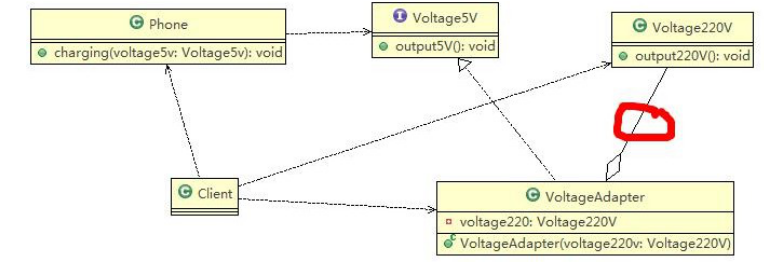 C Phone
charging(voltage5v: Voltage5v): void
I Voltage5V
output5V(): void
C Voltage220V
output220V(): void
C Client
C VoltageAdapter
voltage220: Voltage220V
C VoltageAdapter(voltage220v: Voltage220V)